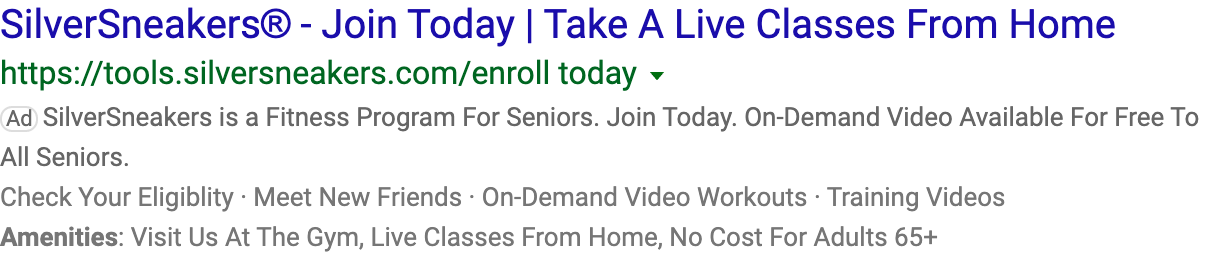 SilverSneakers® - Join Today | Take A Live Classes From Home
https://tools.silversneakers.com/enroll today
Ad SilverSneakers is a Fitness Program For Seniors. Join Today. On-Demand Video Available For Free To
All Seniors.
Check Your Eligiblity · Meet New Friends · On-Demand Video Workouts · Training Videos
Amenities: Visit Us At The Gym, Live Classes From Home, No Cost For Adults 65+